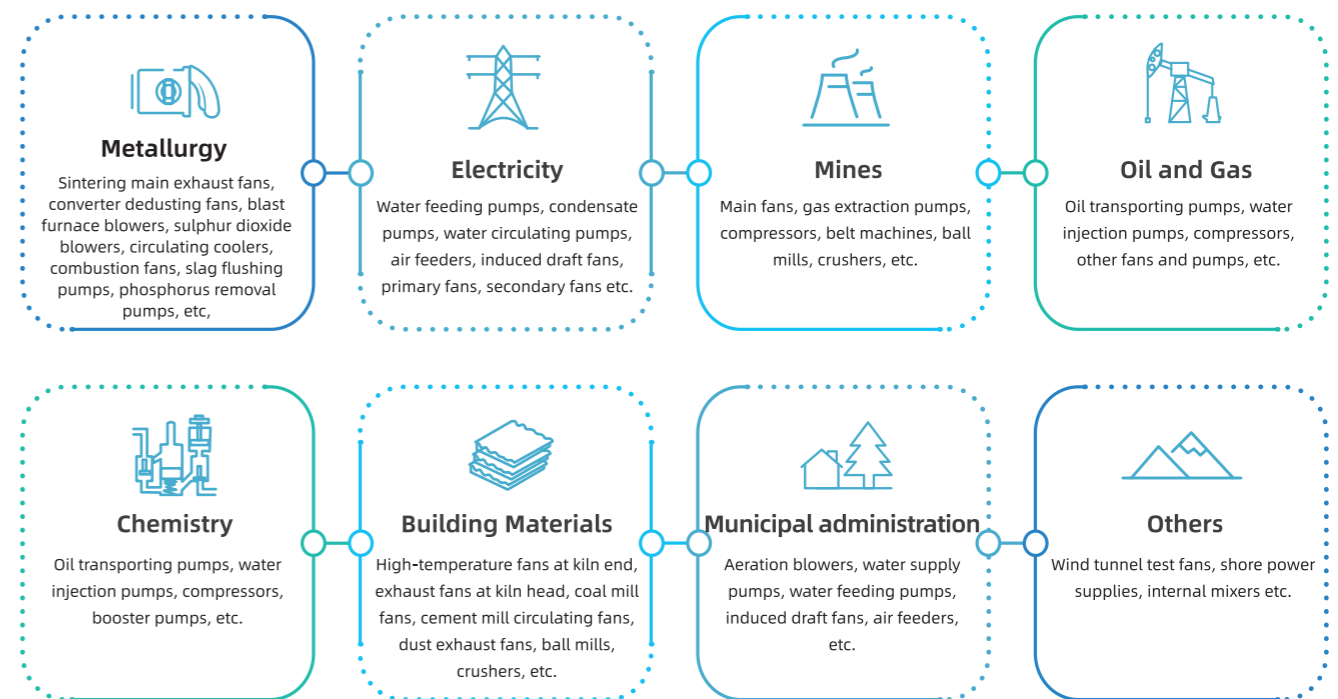 Metallurgy
Sintering main exhaust fans,
converter dedusting fans, blast
furnace blowers, sulphur dioxide
blowers, circulating coolers,
combustion fans, slag flushing
pumps, phosphorus removal
pumps, etc,
Electricity
Water feeding pumps, condensate
pumps, water circulating pumps,
air feeders, induced draft fans,
primary fans, secondary fans etc.
Mines
Main fans, gas extraction pumps,
compressors, belt machines, ball
mills, crushers, etc.
Oil and Gas
Oil transporting pumps, water
injection pumps, compressors,
other fans and pumps, etc.
Chemistry
Oil transporting pumps, water
injection pumps, compressors,
booster pumps, etc.
Building Materials
High-temperature fans at kiln end,
exhaust fans at kiln head, coal mill
fans, cement mill circulating fans,
dust exhaust fans, ball mills,
crushers, etc.
Municipal administration
Aeration blowers, water supply
pumps, water feeding pumps,
induced draft fans, air feeders,
etc.
Others
Wind tunnel test fans, shore power
supplies, internal mixers etc.